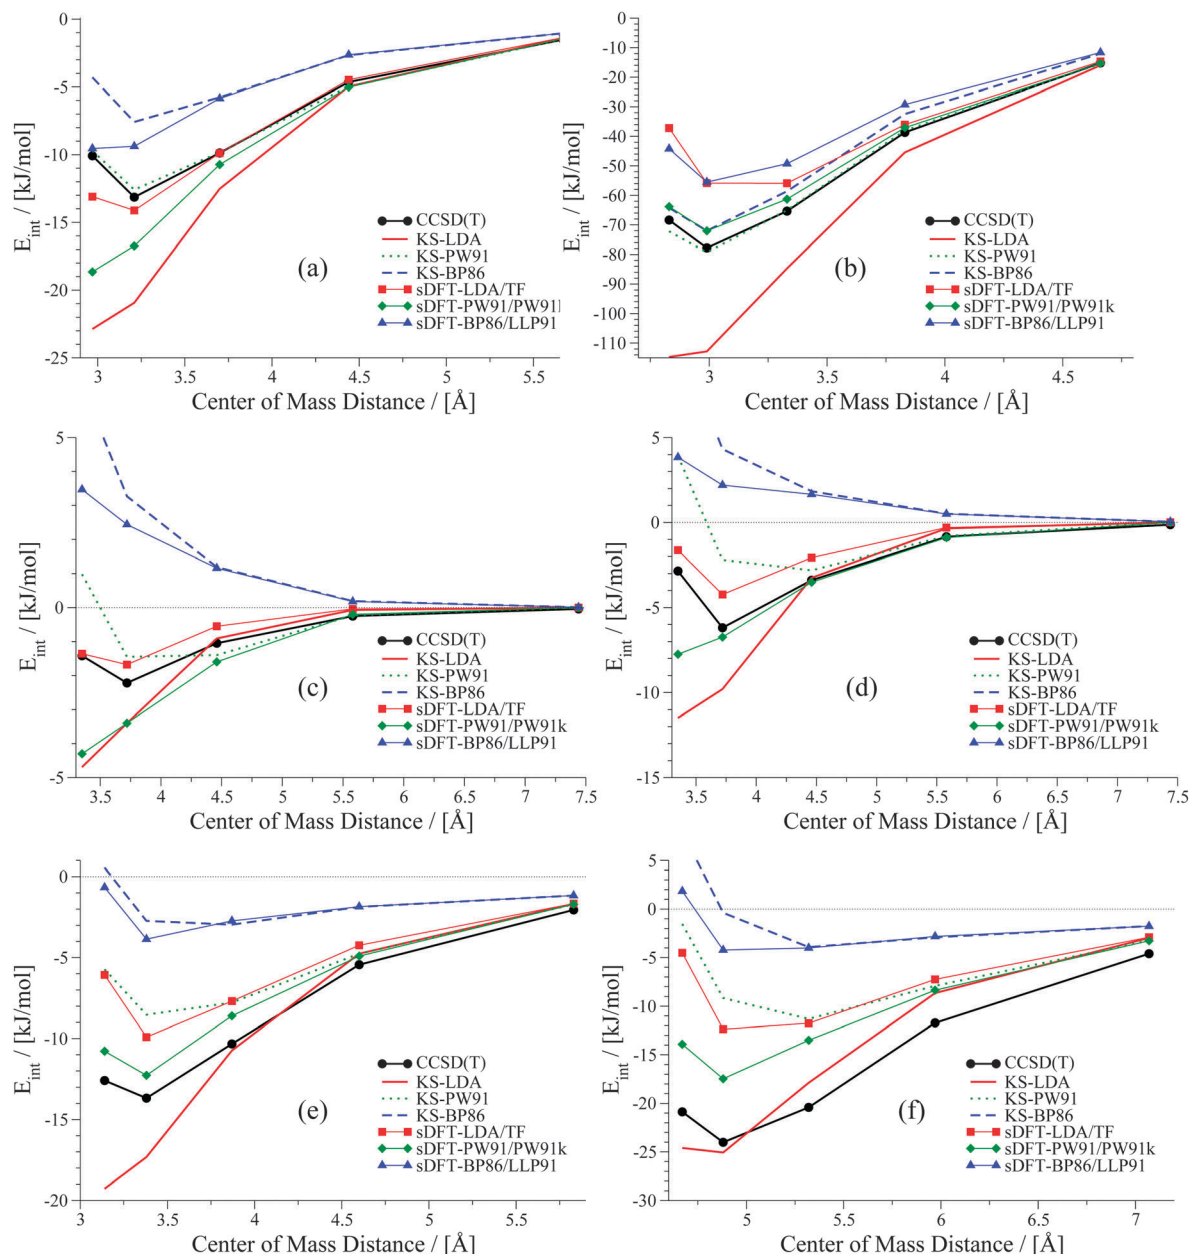 0
-5
-10
-15
-20
-25
E_int / [kJ/mol]
CCSD(T)
KS-LDA
KS-PW91
KS-BP86
sDFT-LDA/TF
sDFT-PW91/PW91l
sDFT-BP86/LLP91
(a)
3 3.5 4 4.5 5 5.5
Center of Mass Distance / [Å]
-10
-20
-30
-40
-50
-60
-70
-80
-90
-100
-110
E_int / [kJ/mol]
CCSD(T)
KS-LDA
KS-PW91
KS-BP86
sDFT-LDA/TF
sDFT-PW91/PW91k
sDFT-BP86/LLP91
(b)
3 3.5 4 4.5
Center of Mass Distance / [Å]
5
0
-5
E_int / [kJ/mol]
CCSD(T)
KS-LDA
KS-PW91
KS-BP86
sDFT-LDA/TF
sDFT-PW91/PW91k
sDFT-BP86/LLP91
(c)
3.5 4 4.5 5 5.5 6 6.5 7 7.5
Center of Mass Distance / [Å]
5
0
-5
-10
-15
E_int / [kJ/mol]
CCSD(T)
KS-LDA
KS-PW91
KS-BP86
sDFT-LDA/TF
sDFT-PW91/PW91k
sDFT-BP86/LLP91
(d)
3.5 4 4.5 5 5.5 6 6.5 7 7.5
Center of Mass Distance / [Å]
0
-5
-10
-15
-20
E_int / [kJ/mol]
CCSD(T)
KS-LDA
KS-PW91
KS-BP86
sDFT-LDA/TF
sDFT-PW91/PW91k
sDFT-BP86/LLP91
(e)
3 3.5 4 4.5 5 5.5
Center of Mass Distance / [Å]
5
0
-5
-10
-15
-20
-25
-30
E_int / [kJ/mol]
CCSD(T)
KS-LDA
KS-PW91
KS-BP86
sDFT-LDA/TF
sDFT-PW91/PW91k
sDFT-BP86/LLP91
(f)
5 5.5 6 6.5 7
Center of Mass Distance / [Å]